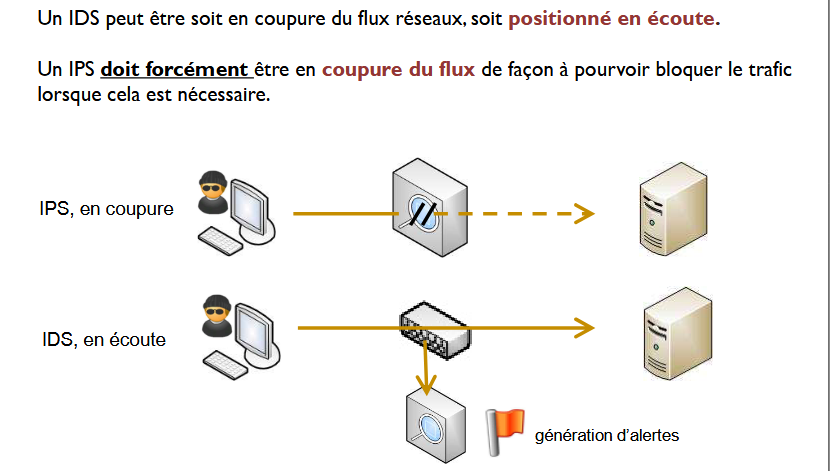 Un IDS peut être soit en coupure du flux réseaux, soit positionné en écoute.
Un IPS doit forcément être en coupure du flux de façon à pourvoir bloquer le trafic
lorsque cela est nécessaire.
IPS, en coupure
IDS, en écoute
génération d'alertes